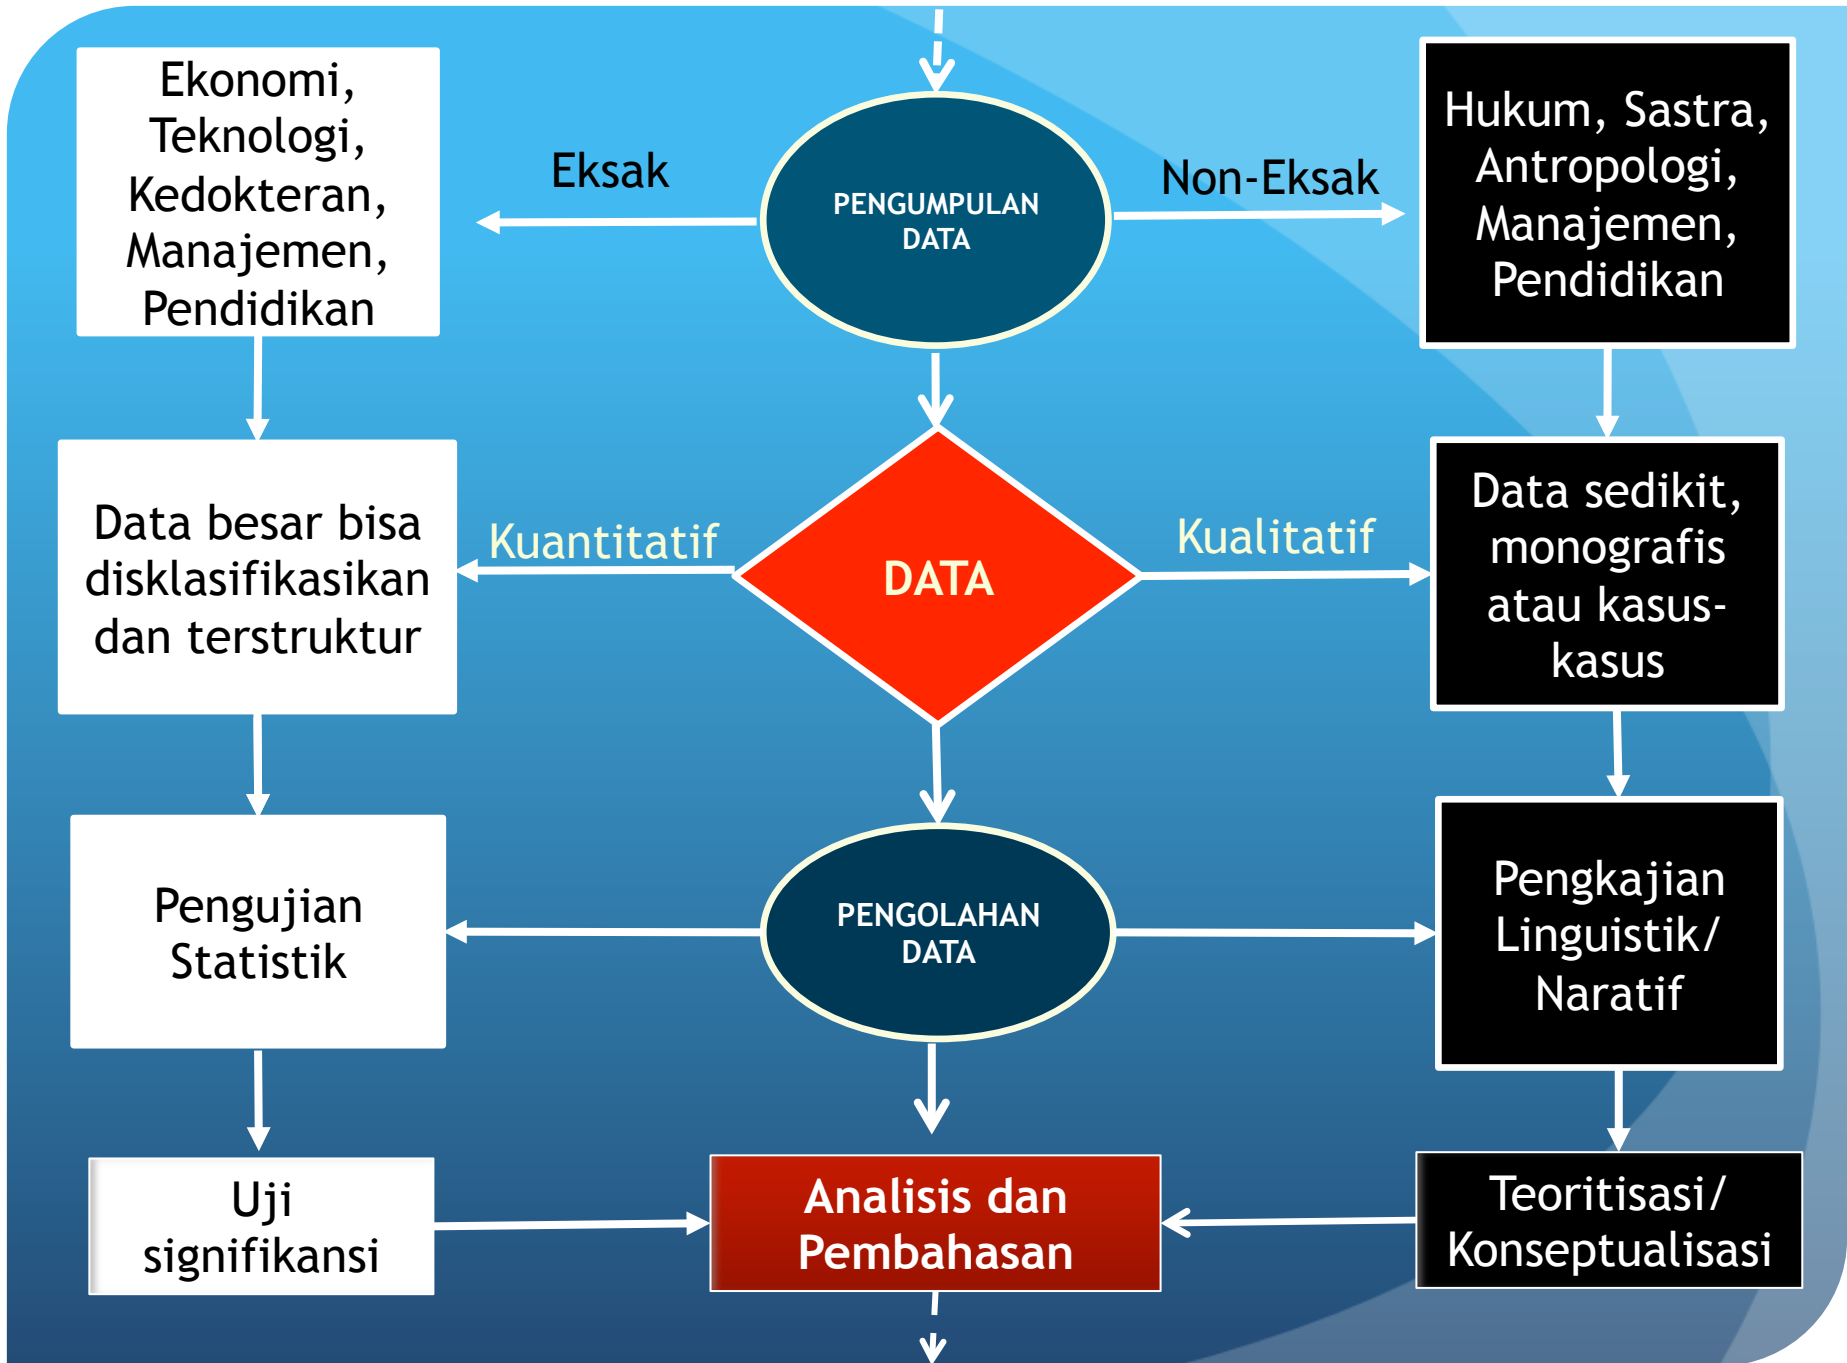 Ekonomi,
Teknologi,
Kedokteran,
Manajemen,
Pendidikan
Eksak
PENGUMPULAN
DATA
Non-Eksak
Hukum, Sastra,
Antropologi,
Manajemen,
Pendidikan
Data besar bisa
disklasifikasikan
dan terstruktur
Kuantitatif
DATA
Kualitatif
Data sedikit,
monografis
atau kasus-
kasus
Pengujian
Statistik
PENGOLAHAN
DATA
Pengkajian
Linguistik/
Naratif
Uji
signifikansi
Analisis dan
Pembahasan
Teoritisasi/
Konseptualisasi